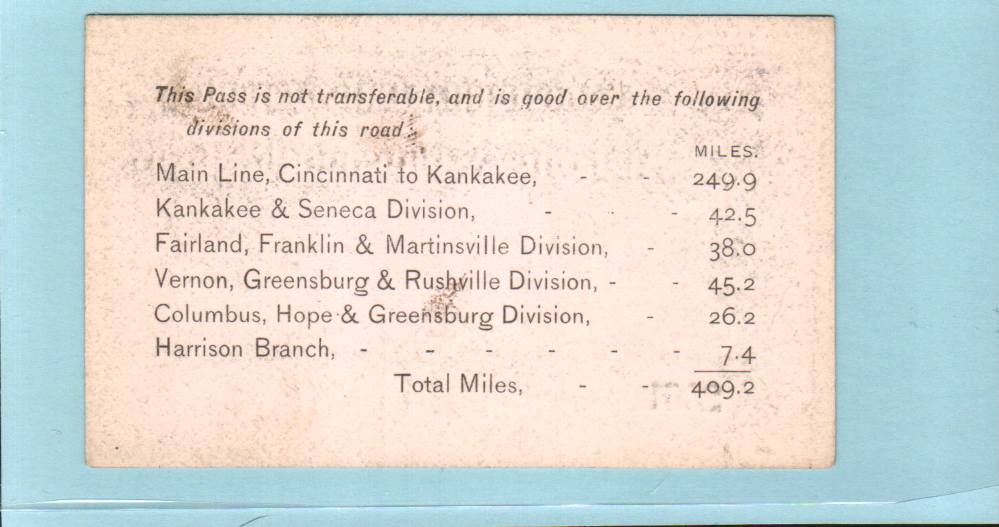 This Pass is not transferable, and is good over the following
divisions of this road:
MILES.
Main Line, Cincinnati to Kankakee, - - 249.9
Kankakee & Seneca Division, - - - 42.5
Fairland, Franklin & Martinsville Division, - 38.0
Vernon, Greensburg & Rushville Division, - - 45.2
Columbus, Hope & Greensburg Division, - 26.2
Harrison Branch, - - - - - - 7.4
Total Miles, - - 409.2